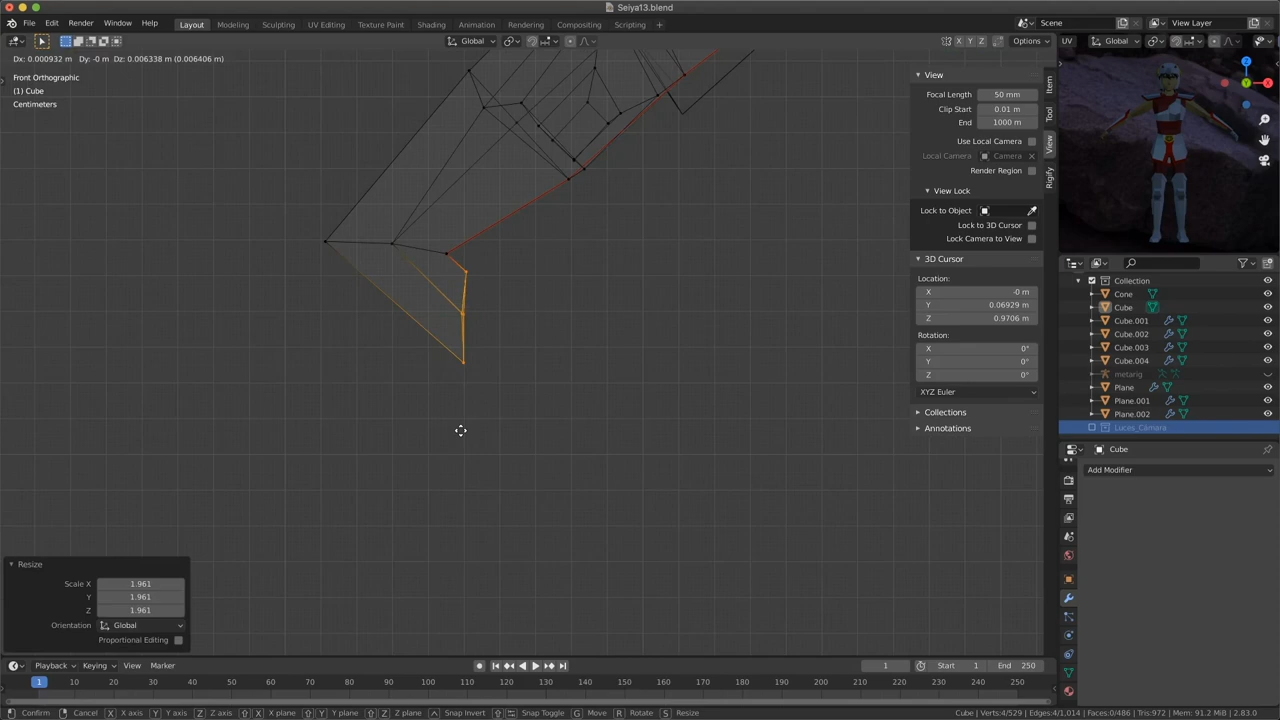 Seiya13.blend
File Edit Render Window Help Layout Modeling Sculpting UV Editing Texture Paint Shading Animation Rendering Compositing Scripting + Scene View Layer
Global X Y Z Options UV Global
Dx: 0.000932 m Dy: -0 m Dz: 0.006338 m (0.006406 m)
Front Orthographic
(1) Cube
Centimeters
View
Focal Length 50 mm
Clip Start 0.01 m
End 1000 m
Use Local Camera
Local Camera Camera
Render Region
View Lock
Lock to Object
Lock to 3D Cursor
Lock Camera to View
3D Cursor
Location:
X -0 m
Y 0.06929 m
Z 0.9706 m
Rotation:
X 0°
Y 0°
Z 0°
XYZ Euler
Collections
Annotations
Item
Tool
View
Rigify
Z
Y
Collection
Cone
Cube
Cube.001
Cube.002
Cube.003
Cube.004
metarig
Plane
Plane.001
Plane.002
Luces_Cámara
Cube
Add Modifier
Resize
Scale X 1.961
Y 1.961
Z 1.961
Orientation Global
Proportional Editing
Playback Keying View Marker 1 Start 1 End 250
1 10 20 30 40 50 60 70 80 90 100 110 120 130 140 150 160 170 180 190 200 210 220 230 240 250
Confirm Cancel X X axis Y Y axis Z Z axis X X plane Y Y plane Z Z plane Snap Invert Snap Toggle G Move R Rotate S Resize Cube | Verts:4/529 | Edges:4/1,014 | Faces:0/486 | Tris:972 | Mem: 91.2 MiB | 2.83.0